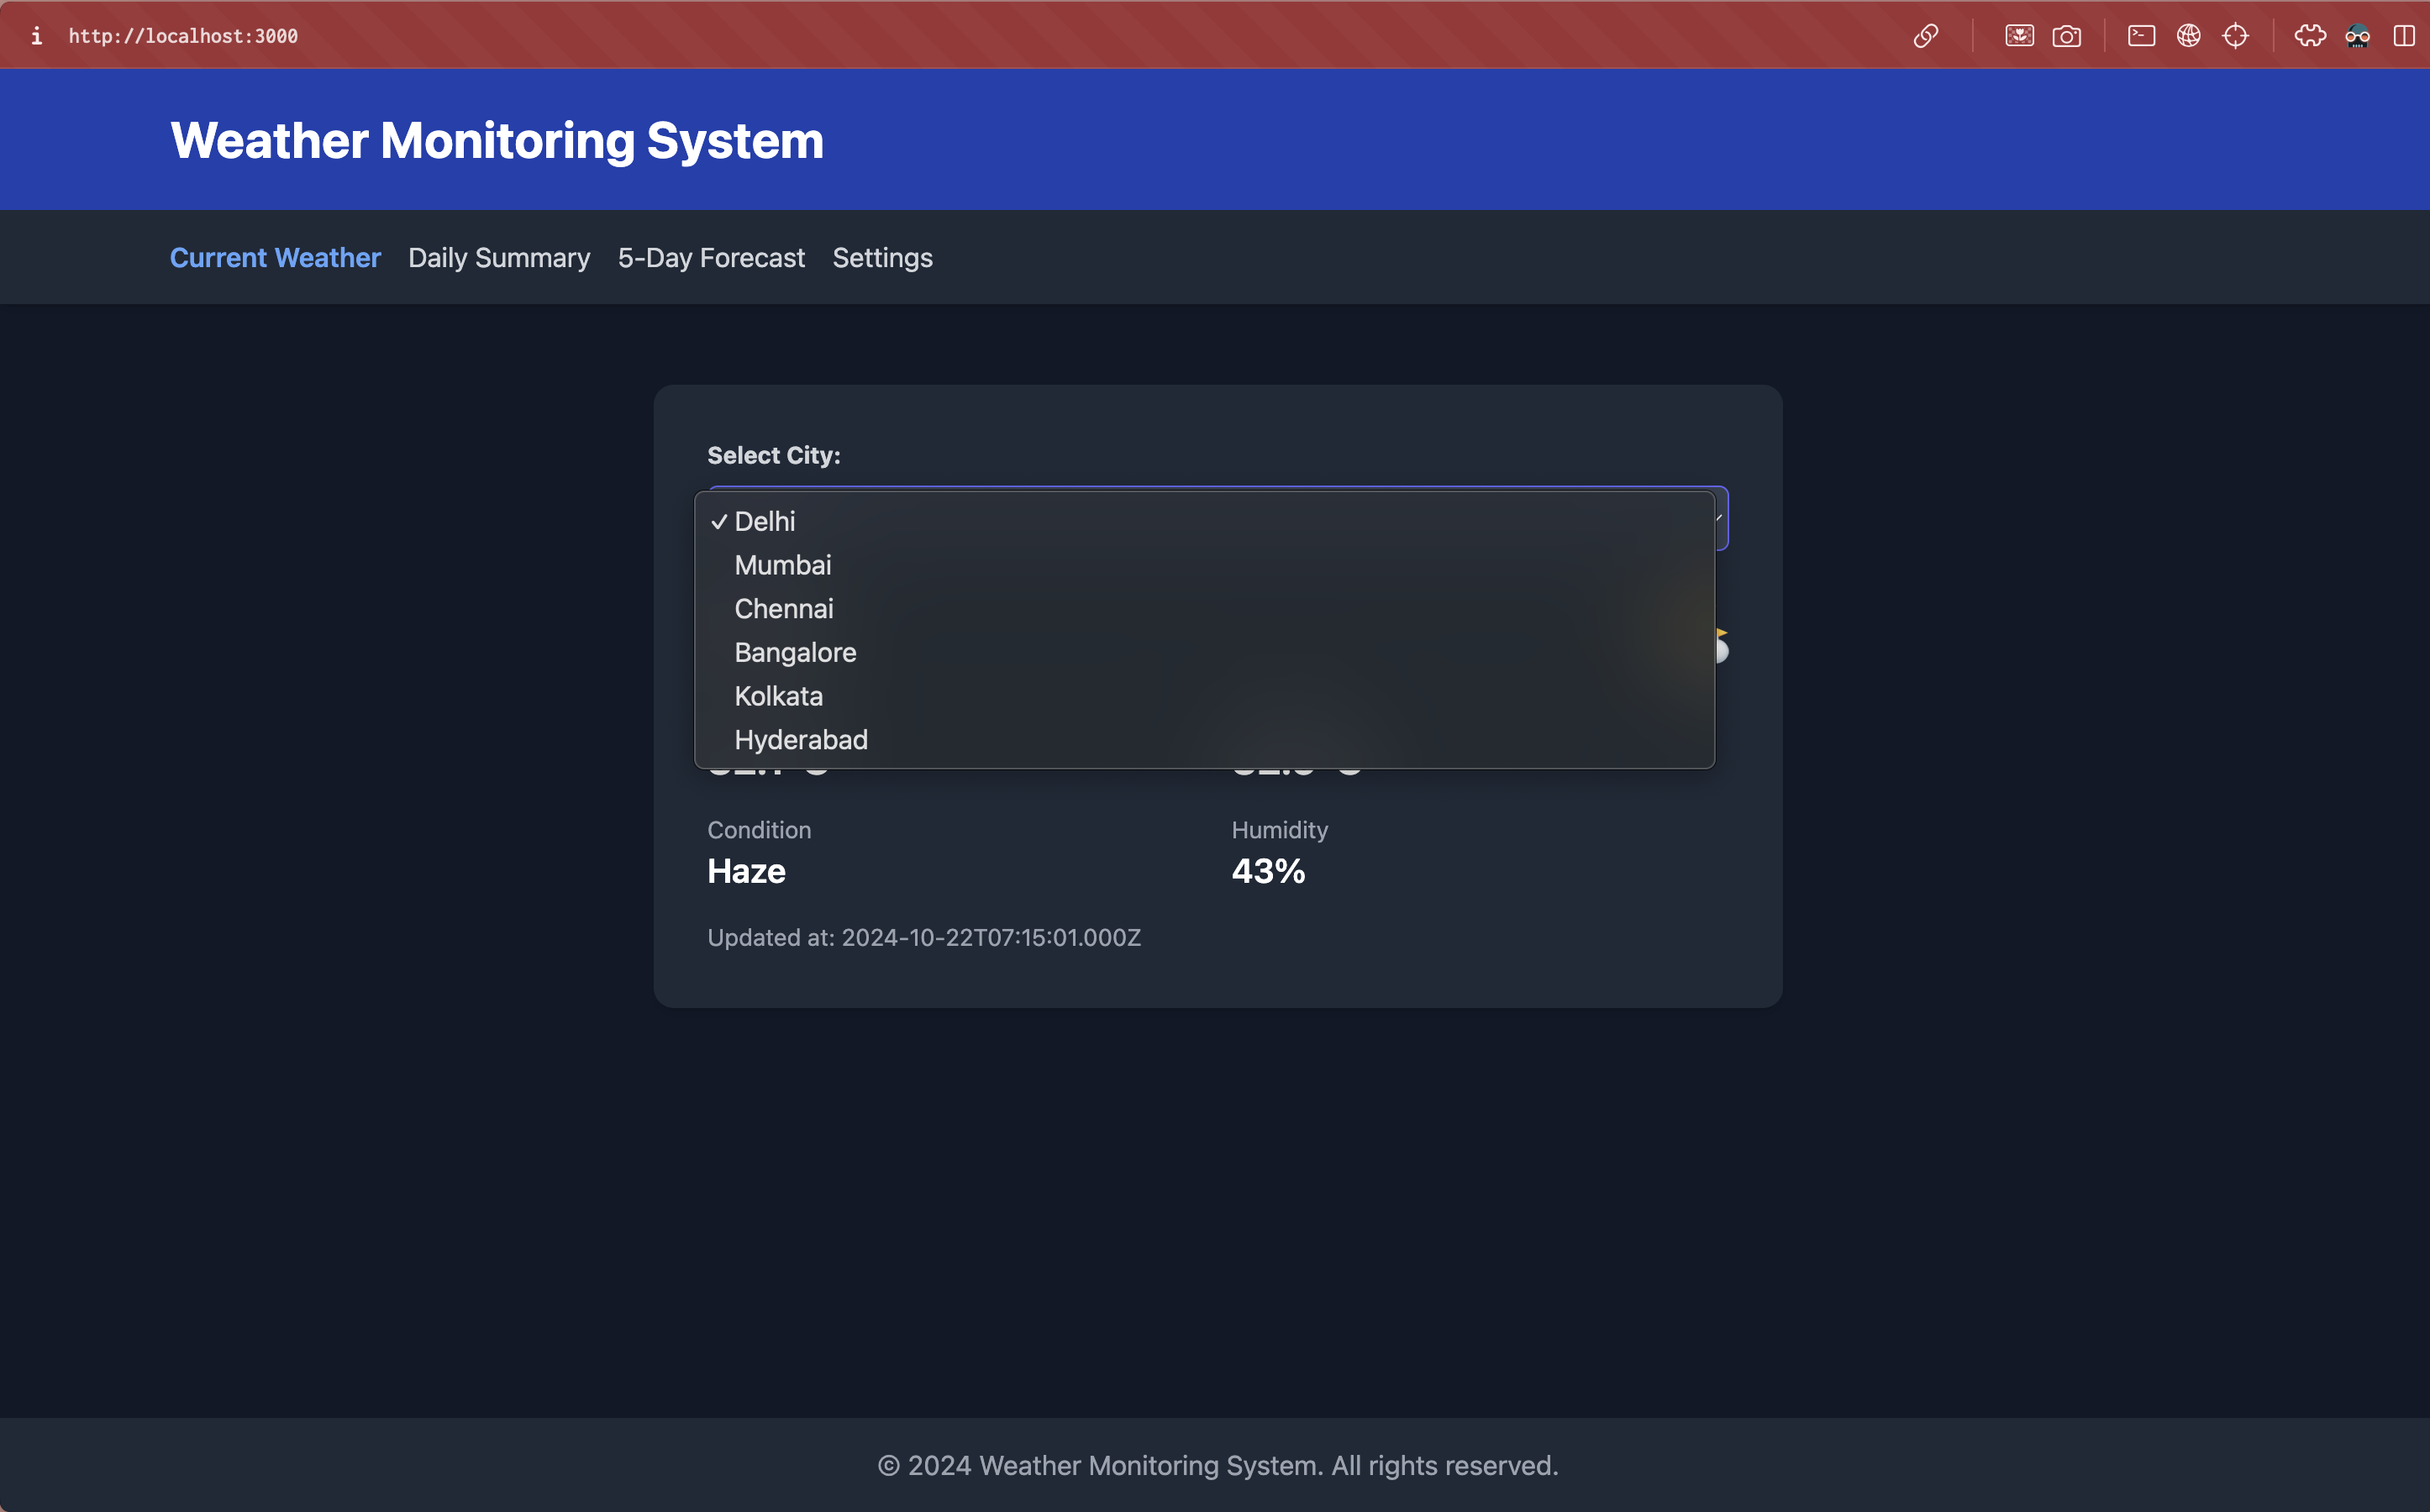 http://localhost:3000
Weather Monitoring System
Current Weather Daily Summary 5-Day Forecast Settings
Select City:
✓ Delhi
Mumbai
Chennai
Bangalore
Kolkata
Hyderabad
Condition Humidity
Haze 43%
Updated at: 2024-10-22T07:15:01.000Z
© 2024 Weather Monitoring System. All rights reserved.